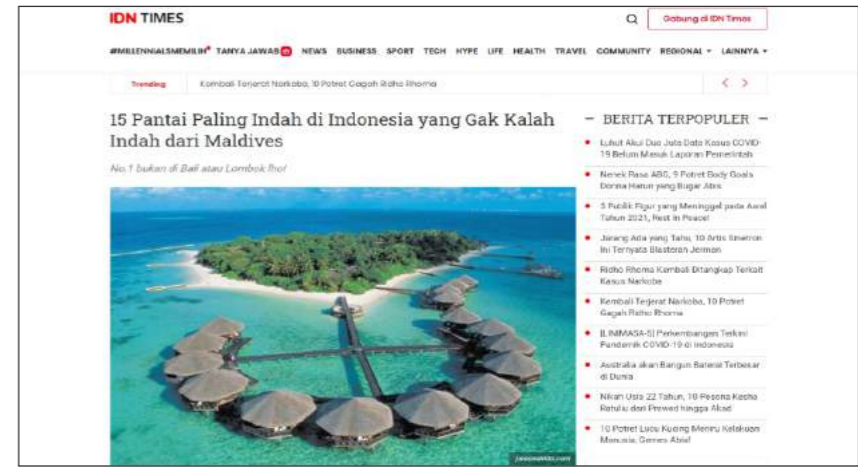 IDN TIMES
Gabung di IDN Times
#MILLENNIALSMEMILIH TANYA JAWAB NEWS BUSINESS SPORT TECH HYPE LIFE HEALTH TRAVEL COMMUNITY REGIONAL LAINNYA
Trending
Kembali Terjerat Narkoba, 10 Potret Gagah Ridho Rhoma
15 Pantai Paling Indah di Indonesia yang Gak Kalah
Indah dari Maldives
No.1 bukan di Bali atau Lombok lho!
BERITA TERPOPULER
Luhut Akui Dua Juta Data Kasus COVID-
19 Belum Masuk Laporan Pemerintah
Nenek Rasa ABG, 9 Potret Body Goals
Donna Harun yang Bugar Abis
5 Publik Figur yang Meninggal pada Awal
Tahun 2021, Rest in Peace!
Jarang Ada yang Tahu, 10 Artis Sinetron
Ini Ternyata Blasteran Jerman
Ridho Rhoma Kembali Ditangkap Terkait
Kasus Narkoba
Kembali Terjerat Narkoba, 10 Potret
Gagah Ridho Rhoma
[LINIMASA-5] Perkembangan Terkini
Pandemik COVID-19 di Indonesia
Australia akan Bangun Baterai Terbesar
di Dunia
Nikah Usia 22 Tahun, 10 Pesona Kesha
Ratuliu dari Prewed hingga Akad
10 Potret Lucu Kucing Meniru Kelakuan
Manusia, Gemes Abis!